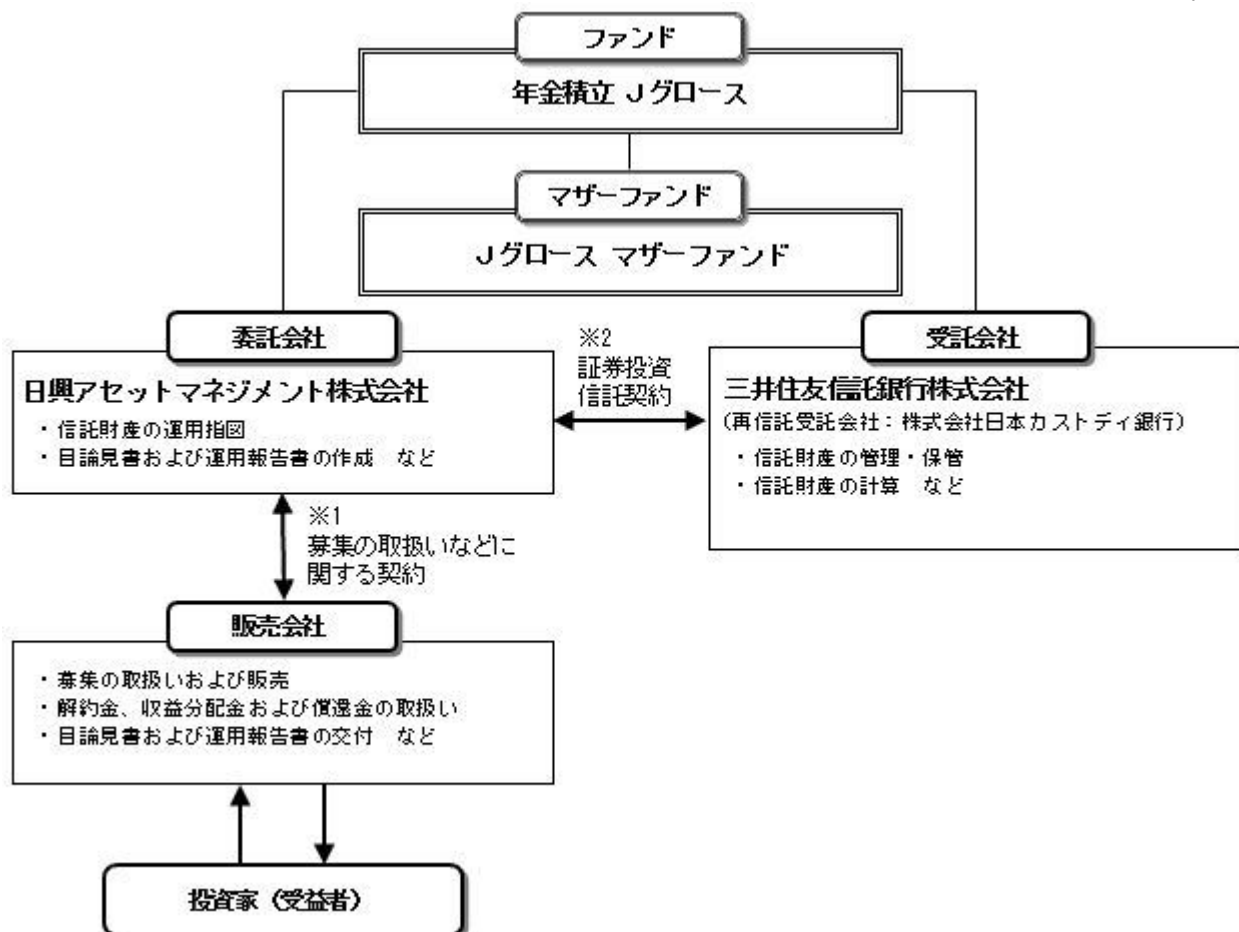 ファンド
年金積立 Jグロース
マザーファンド
Jグロース マザーファンド
委託会社
日興アセットマネジメント株式会社
・信託財産の運用指図
・目論見書および運用報告書の作成 など
※2
証券投資
信託契約
受託会社
三井住友信託銀行株式会社
(再信託受託会社:株式会社日本カストディ銀行)
・信託財産の管理・保管
・信託財産の計算 など
※1
募集の取扱いなどに
関する契約
販売会社
・募集の取扱いおよび販売
・解約金、収益分配金および償還金の取扱い
・目論見書および運用報告書の交付 など
投資家(受益者)